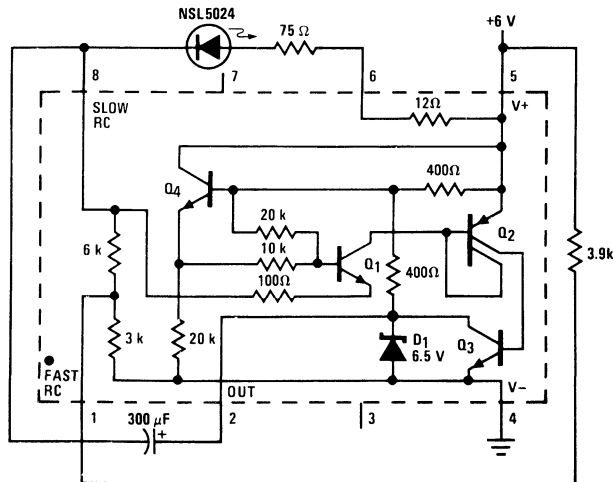 NSL5024
75Ω
+6 V
8
7
6
5
SLOW
RC
12Ω
V+
Q4
400Ω
20 k
Q2
6 k
10 k
Q1
3.9k
100Ω
400Ω
3 k
20 k
D1
6.5 V
Q3
FAST
RC
OUT
V−
1
300 μF
+
2
3
4